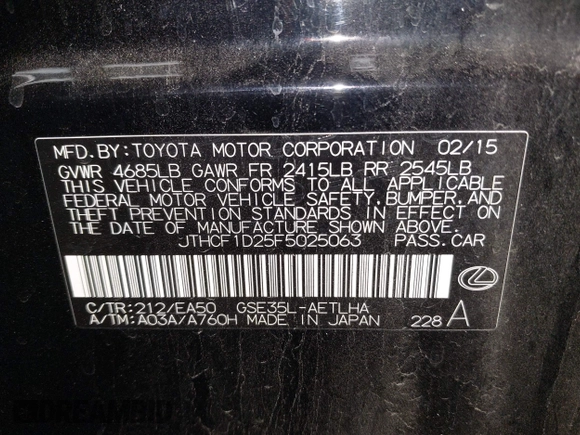 MFD.BY:TOYOTA MOTOR CORPORATION 02/15
GVWR 4685LB GAWR FR 2415LB RR 2545LB
THIS VEHICLE CONFORMS TO ALL APPLICABLE
FEDERAL MOTOR VEHICLE SAFETY,BUMPER,AND
THEFT PREVENTION STANDARDS IN EFFECT ON
THE DATE OF MANUFACTURE SHOWN ABOVE.
JTHCF1D25F5025063 PASS.CAR
C/TR:212/EA50 GSE35L-AETLHA
A/TM:A03A/A760H MADE IN JAPAN 228 A
DREAMBID